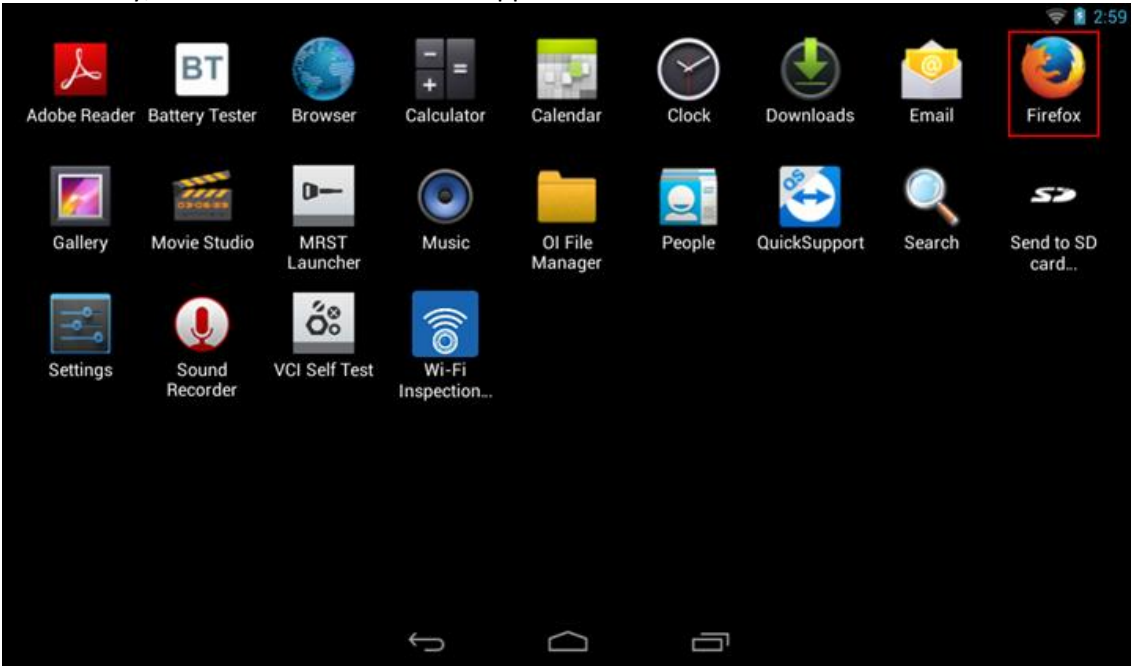 2:59
BT
QS
Adobe Reader Battery Tester Browser Calculator Calendar Clock Downloads Email Firefox
Gallery Movie Studio MRST Launcher Music OI File Manager People QuickSupport Search Send to SD card...
Settings Sound Recorder VCI Self Test Wi-Fi Inspection...